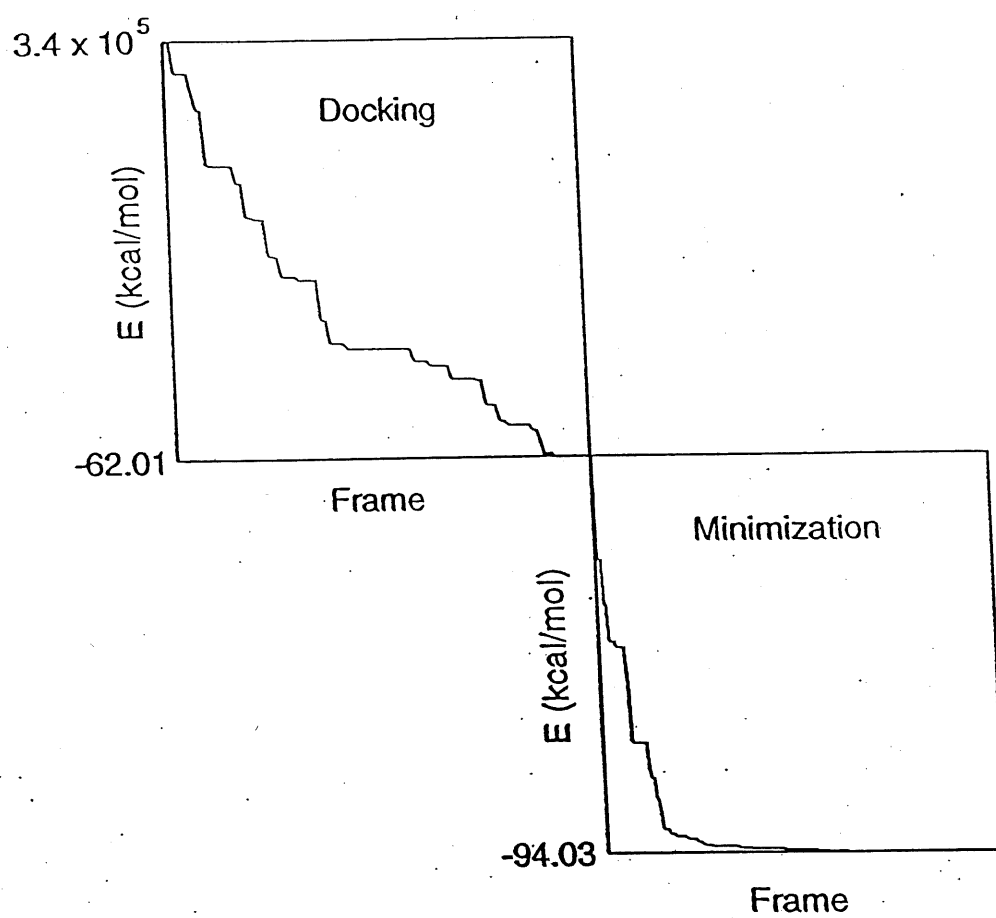 3.4 x 10^5
Docking
E (kcal/mol)
-62.01
Frame
Minimization
E (kcal/mol)
-94.03
Frame